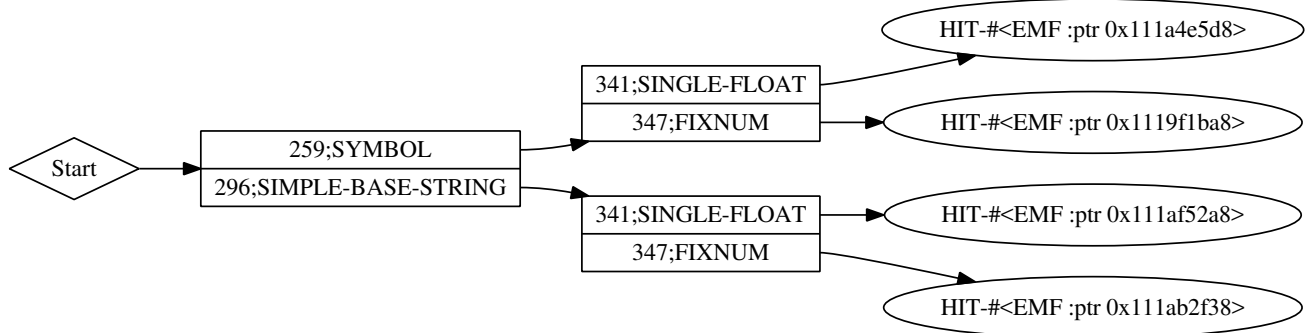 HIT-#<EMF :ptr 0x111a4e5d8>
341;SINGLE-FLOAT
347;FIXNUM
HIT-#<EMF :ptr 0x1119f1ba8>
Start
259;SYMBOL
296;SIMPLE-BASE-STRING
341;SINGLE-FLOAT
347;FIXNUM
HIT-#<EMF :ptr 0x111af52a8>
HIT-#<EMF :ptr 0x111ab2f38>